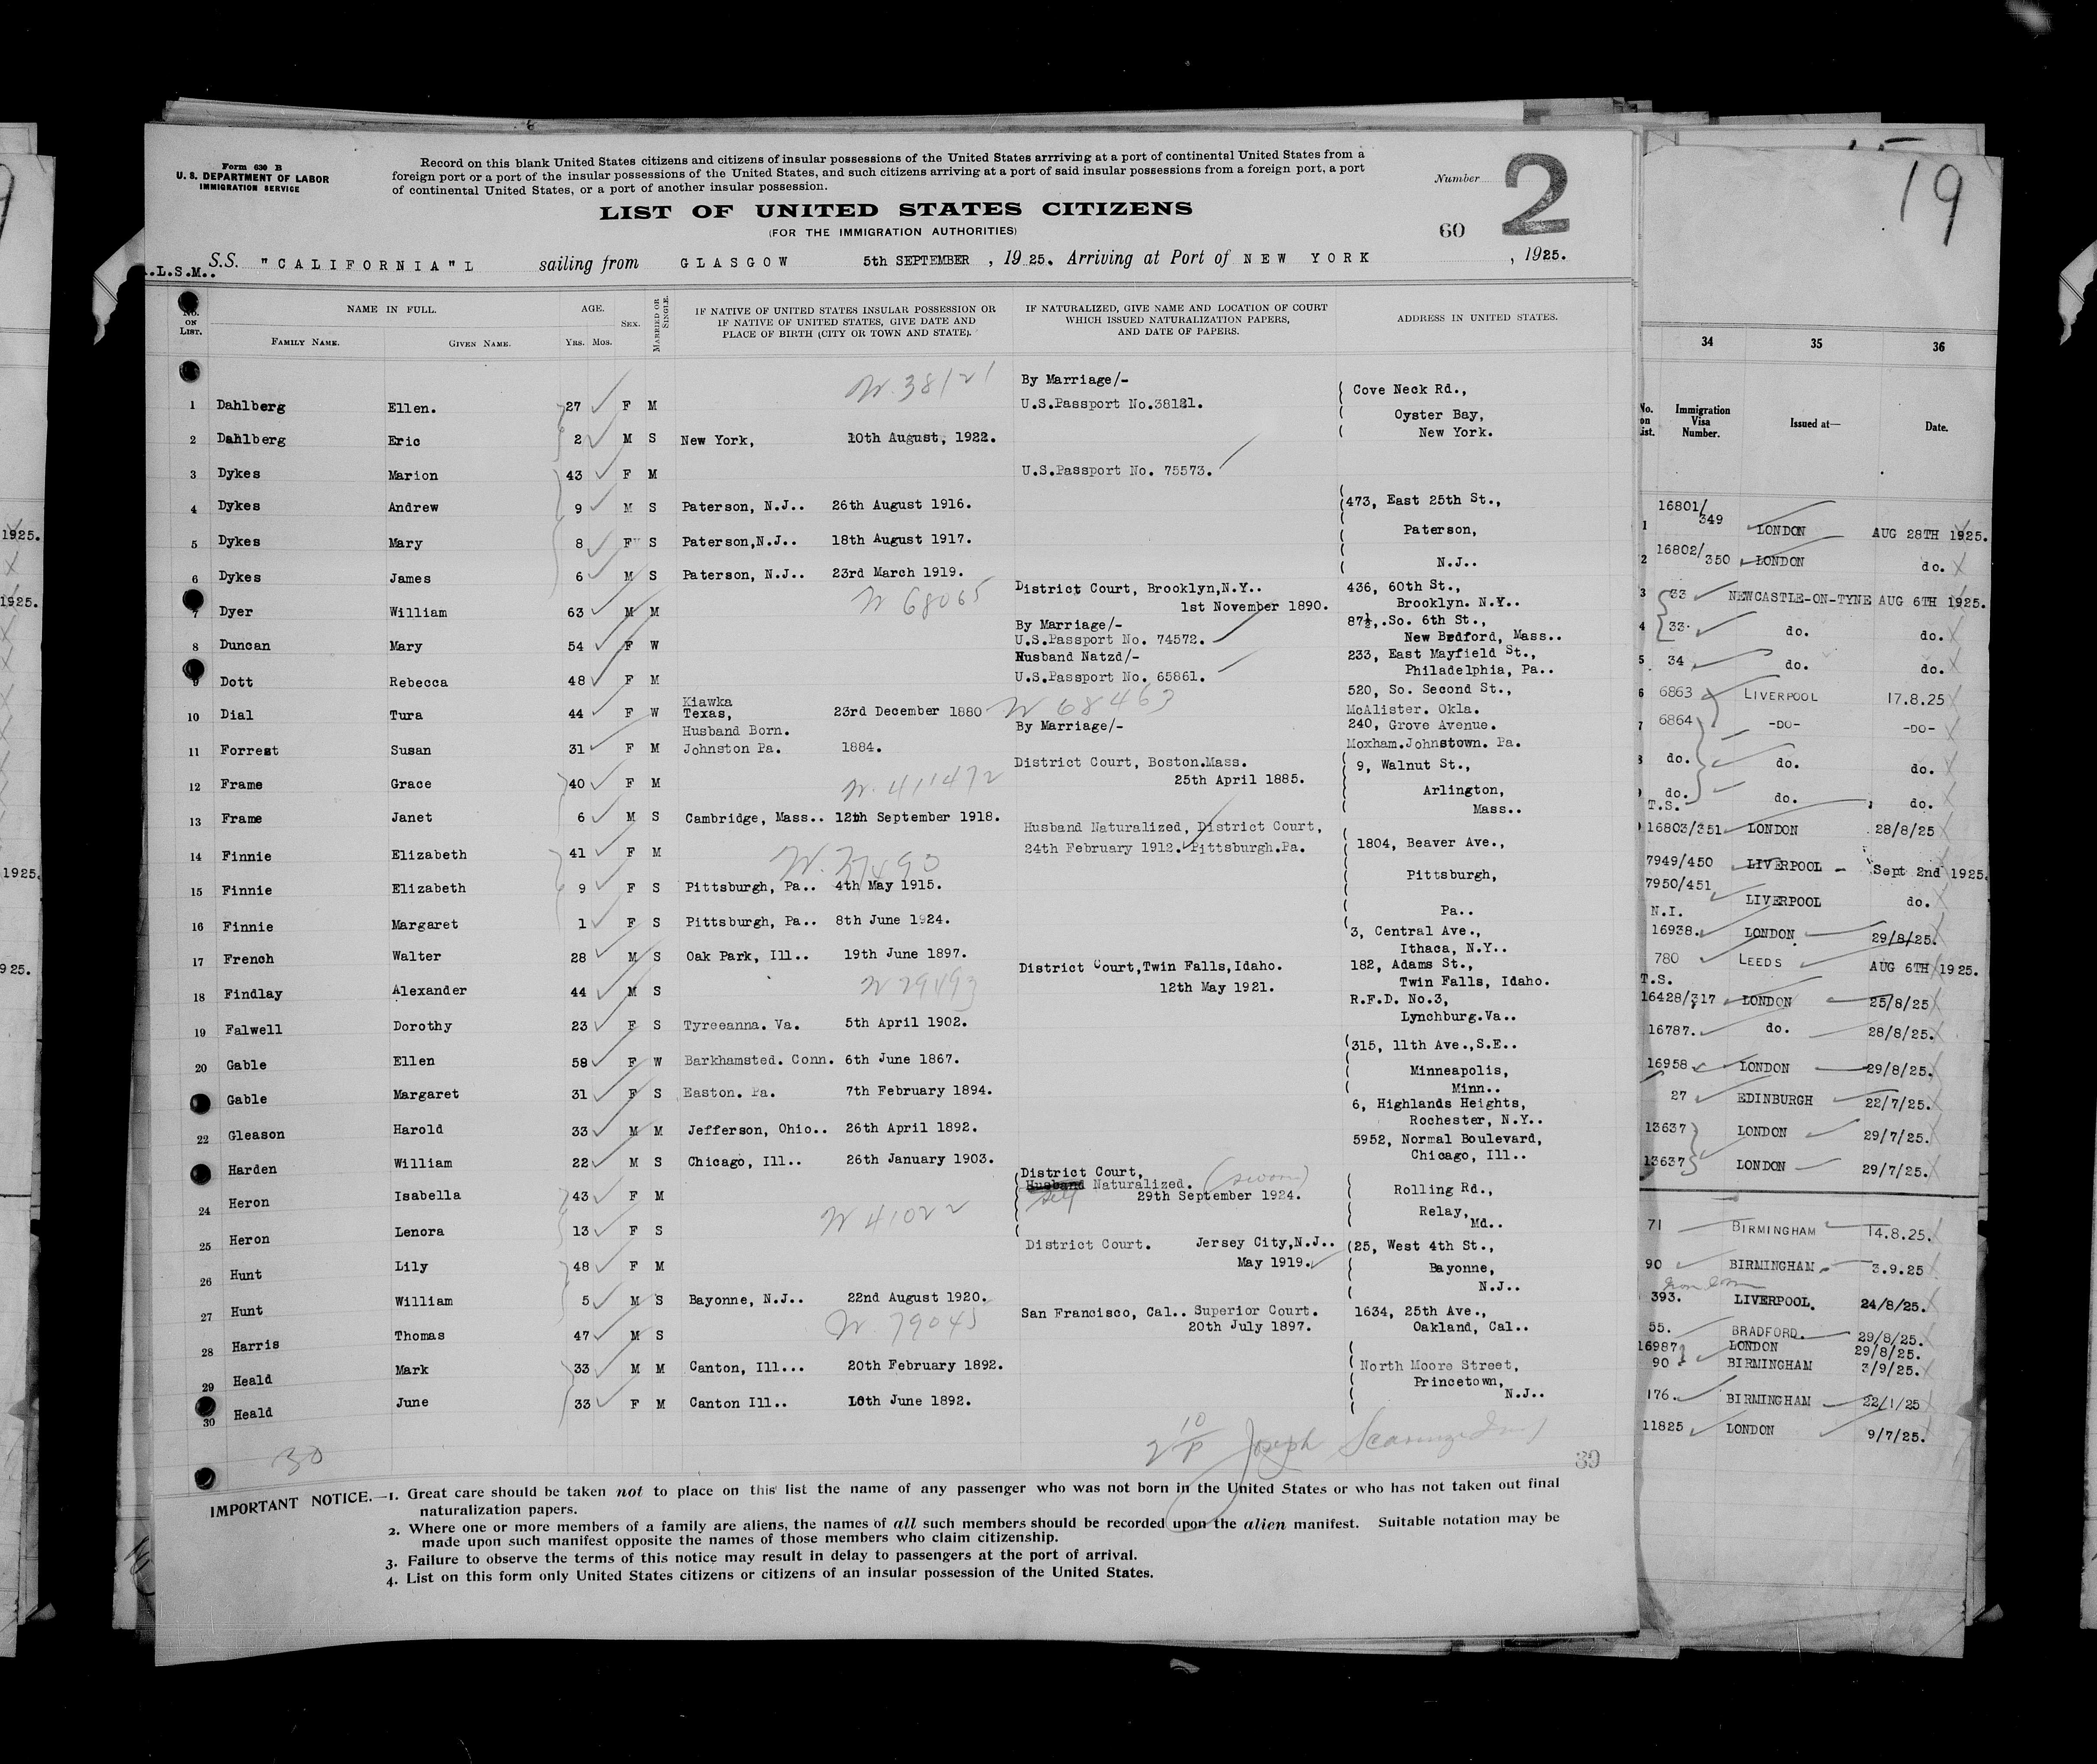 Form 630 B
U. S. DEPARTMENT OF LABOR
IMMIGRATION SERVICE
Record on this blank United States citizens and citizens of insular possessions of the United States arrriving at a port of continental United States from a
foreign port or a port of the insular possessions of the United States, and such citizens arriving at a port of said insular possessions from a foreign port, a port
of continental United States, or a port of another insular possession.
Number
2
60
LIST OF UNITED STATES CITIZENS
(FOR THE IMMIGRATION AUTHORITIES)
.L.S.M.. S.S. "CALIFORNIA"L sailing from GLASGOW 5th SEPTEMBER, 1925. Arriving at Port of NEW YORK, 1925.
No. ON LIST. NAME IN FULL. FAMILY NAME. GIVEN NAME. AGE. YRS. MOS. SEX. MARRIED OR SINGLE. IF NATIVE OF UNITED STATES INSULAR POSSESSION OR IF NATIVE OF UNITED STATES, GIVE DATE AND PLACE OF BIRTH (CITY OR TOWN AND STATE). IF NATURALIZED, GIVE NAME AND LOCATION OF COURT WHICH ISSUED NATURALIZATION PAPERS, AND DATE OF PAPERS. ADDRESS IN UNITED STATES.
N. 38121 By Marriage/- Cove Neck Rd.,
1 Dahlberg Ellen. 27 F M U.S.Passport No.38121. Oyster Bay,
2 Dahlberg Eric 2 M S New York, 10th August, 1922. New York.
3 Dykes Marion 43 F M U.S.Passport No. 75573.
4 Dykes Andrew 9 M S Paterson, N.J.. 26th August 1916. 473, East 25th St.,
5 Dykes Mary 8 F S Paterson,N.J.. 18th August 1917. Paterson,
6 Dykes James 6 M S Paterson, N.J.. 23rd March 1919. N.J..
N 68065 District Court, Brooklyn,N.Y.. 436, 60th St.,
7 Dyer William 63 M M 1st November 1890. Brooklyn. N.Y..
By Marriage/- 87½,.So. 6th St.,
8 Duncan Mary 54 F W U.S.Passport No. 74572. New Bedford, Mass..
Husband Natzd/- 233, East Mayfield St.,
9 Dott Rebecca 48 F M U.S.Passport No. 65861. Philadelphia, Pa..
Kiawka N 68463 520, So. Second St.,
10 Dial Tura 44 F W Texas, 23rd December 1880 McAlister. Okla.
Husband Born. By Marriage/- 240, Grove Avenue.
11 Forrest Susan 31 F M Johnston Pa. 1884. Moxham.Johnstown. Pa.
District Court, Boston.Mass. 9, Walnut St.,
12 Frame Grace 40 F M N. 411472 25th April 1885. Arlington,
13 Frame Janet 6 M S Cambridge, Mass.. 12th September 1918. Mass..
Husband Naturalized, District Court,
14 Finnie Elizabeth 41 F M 24th February 1912. Pittsburgh.Pa. 1804, Beaver Ave.,
N. 37490
15 Finnie Elizabeth 9 F S Pittsburgh, Pa.. 4th May 1915. Pittsburgh,
16 Finnie Margaret 1 F S Pittsburgh, Pa.. 8th June 1924. Pa..
3, Central Ave.,
17 French Walter 28 M S Oak Park, Ill.. 19th June 1897. Ithaca, N.Y..
District Court,Twin Falls,Idaho. 182, Adams St.,
18 Findlay Alexander 44 M S N 29493 12th May 1921. Twin Falls, Idaho.
R.F.D. No.3,
19 Falwell Dorothy 23 F S Tyreeanna. Va. 5th April 1902. Lynchburg.Va..
20 Gable Ellen 58 F W Barkhamsted. Conn. 6th June 1867. 315, 11th Ave.,S.E..
Minneapolis,
Gable Margaret 31 F S Easton. Pa. 7th February 1894. Minn..
6, Highlands Heights,
22 Gleason Harold 33 M M Jefferson, Ohio.. 26th April 1892. Rochester, N.Y..
5952, Normal Boulevard,
Harden William 22 M S Chicago, Ill.. 26th January 1903. Chicago, Ill..
District Court,
Husband Naturalized. (sworn) Rolling Rd.,
24 Heron Isabella 43 F M Self 29th September 1924. Relay,
N 41022 Md..
25 Heron Lenora 13 F S
District Court. Jersey City,N.J.. 25, West 4th St.,
26 Hunt Lily 48 F M May 1919. Bayonne,
27 Hunt William 5 M S Bayonne, N.J.. 22nd August 1920. N.J..
N. 79045 San Francisco, Cal.. Superior Court. 1634, 25th Ave.,
28 Harris Thomas 47 M S 20th July 1897. Oakland, Cal..
29 Heald Mark 33 M M Canton, Ill... 20th February 1892. North Moore Street,
Princetown,
30 Heald June 33 F M Canton Ill.. 10th June 1892. N.J..
30
Joseph
30
IMPORTANT NOTICE.—1. Great care should be taken not to place on this list the name of any passenger who was not born in the United States or who has not taken out final
naturalization papers.
2. Where one or more members of a family are aliens, the names of all such members should be recorded upon the alien manifest. Suitable notation may be
made upon such manifest opposite the names of those members who claim citizenship.
3. Failure to observe the terms of this notice may result in delay to passengers at the port of arrival.
4. List on this form only United States citizens or citizens of an insular possession of the United States.
19
34 35 36
No. on List. Immigration Visa Number. Issued at— Date.
1 16801/349 LONDON AUG 28TH 1925.
2 16802/350 LONDON do.
3 33 NEWCASTLE-ON-TYNE AUG 6TH 1925.
4 33. do. do.
5 34 do. do.
6 6863 LIVERPOOL 17.8.25
7 6864 -DO- -DO-
do. do. do.
do. do. do.
T.S.
16803/351 LONDON 28/8/25
7949/450 LIVERPOOL - Sept 2nd 1925.
7950/451 LIVERPOOL do.
N.I.
16938. LONDON 29/8/25.
780 LEEDS AUG 6TH 1925.
T.S.
16428/317 LONDON 25/8/25
16787. do. 28/8/25.
16958 LONDON 29/8/25.
27 EDINBURGH 22/7/25.
13637 LONDON 29/7/25.
13637 LONDON 29/7/25.
71 BIRMINGHAM 14.8.25.
90 BIRMINGHAM 3.9.25
393. LIVERPOOL. 24/8/25.
55. BRADFORD. 29/8/25.
16987 LONDON 29/8/25.
90 BIRMINGHAM 3/9/25.
176. BIRMINGHAM 22/1/25
11825 LONDON 9/7/25.
1925.
1925.
1925.
925.